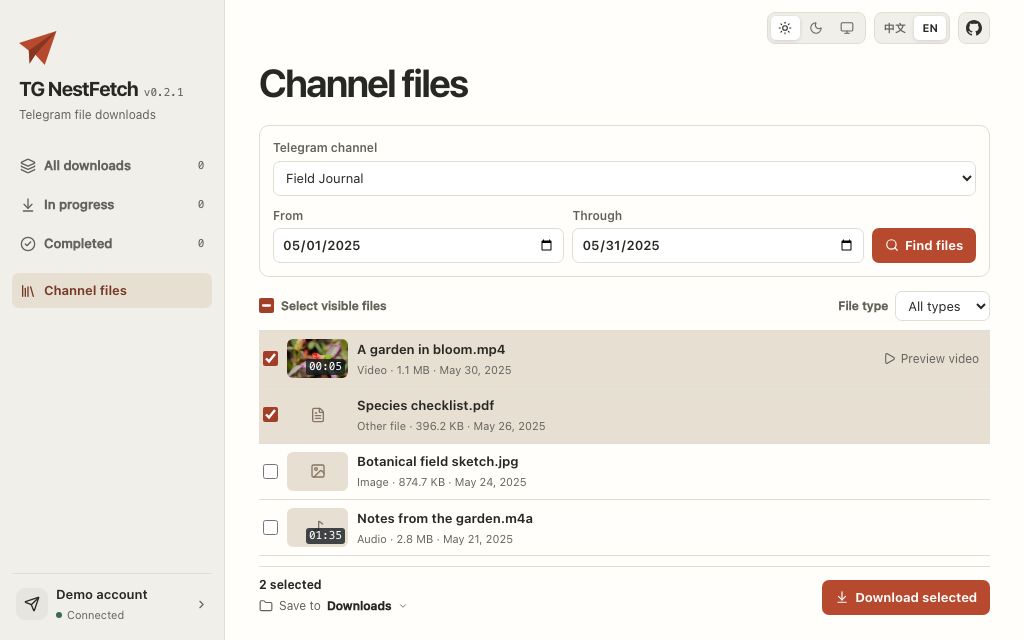 TG NestFetch v0.2.1
Telegram file downloads
All downloads 0
In progress 0
Completed 0
Channel files
Demo account
Connected
中文 EN
Channel files
Telegram channel
Field Journal
From
Through
05/01/2025
05/31/2025
Find files
Select visible files
File type
All types
00:05
A garden in bloom.mp4
Video · 1.1 MB · May 30, 2025
Preview video
Species checklist.pdf
Other file · 396.2 KB · May 26, 2025
Botanical field sketch.jpg
Image · 874.7 KB · May 24, 2025
01:35
Notes from the garden.m4a
Audio · 2.8 MB · May 21, 2025
2 selected
Save to Downloads
Download selected